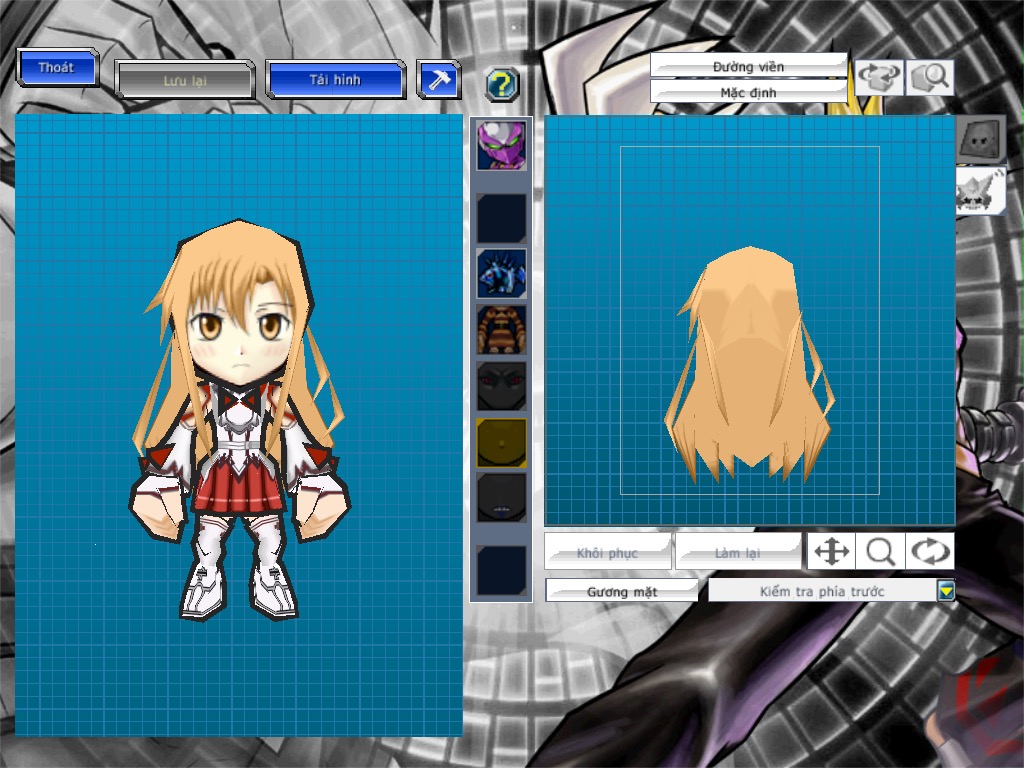 Thoát
Lưu lại
Tải hình
?
Đường viền
Mặc định
Khôi phục
Làm lại
Gương mặt
Kiểm tra phía trước